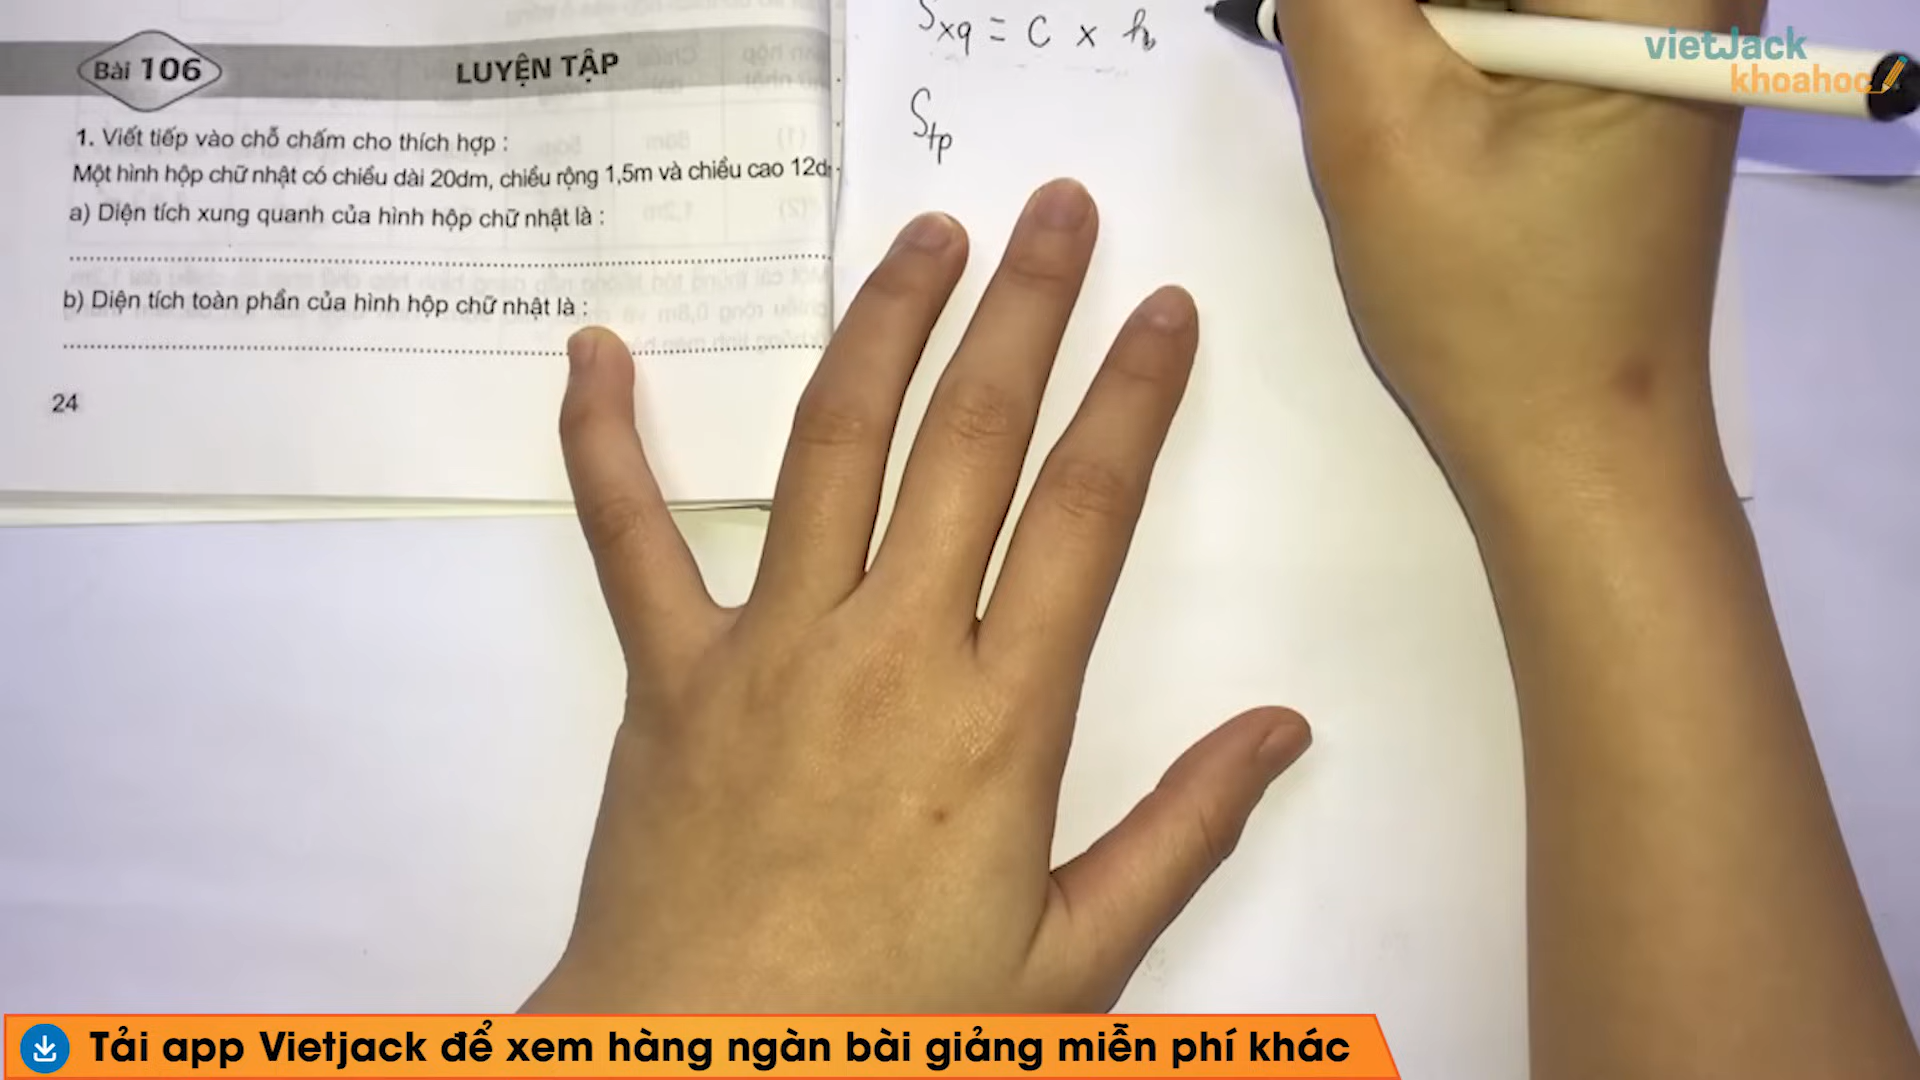 Bài 106
LUYỆN TẬP
1. Viết tiếp vào chỗ chấm cho thích hợp :
Một hình hộp chữ nhật có chiều dài 20dm, chiều rộng 1,5m và chiều cao 12d
a) Diện tích xung quanh của hình hộp chữ nhật là :
b) Diện tích toàn phần của hình hộp chữ nhật là :
24
Sxq = C x h
Stp
vietJack
khoahoc
Tải app Vietjack để xem hàng ngàn bài giảng miễn phí khác